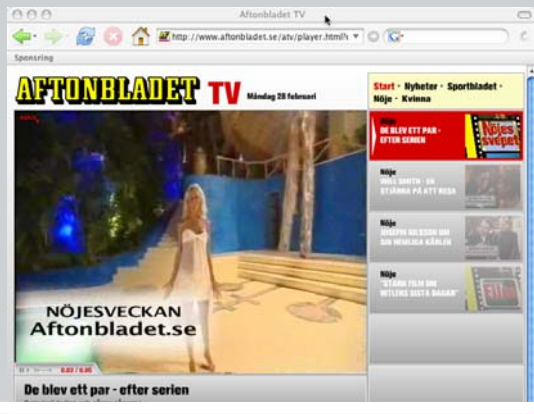 Aftonbladet TV
http://www.aftonbladet.se/atv/player.html?
Sponsring
AFTONBLADET TV
Måndag 28 februari
Start · Nyheter · Sportbladet ·
Nöje · Kvinna
Nöje
DE BLEV ETT PAR -
EFTER SERIEN
Nöjes
svepet
Nöje
WILL SMITH - EN
STJÄRNA PÅ ATT RESA
Nöje
JOSEFIN NILSSON OM
SIN HEMLIGA KÄRLEK
Nöje
"STARK FILM OM
HITLERS SISTA DAGAR"
NÖJESVECKAN
Aftonbladet.se
De blev ett par - efter serien